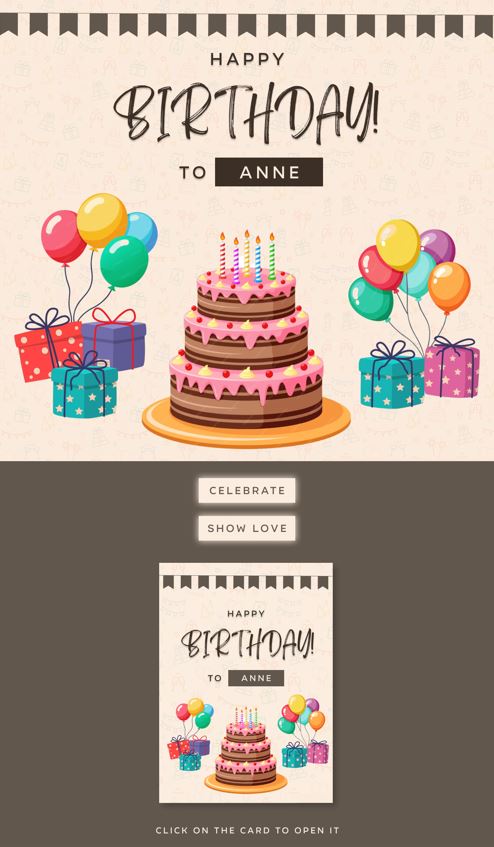 HAPPY
BIRTHDAY!
TO ANNE
CELEBRATE
SHOW LOVE
HAPPY
BIRTHDAY!
TO ANNE
CLICK ON THE CARD TO OPEN IT